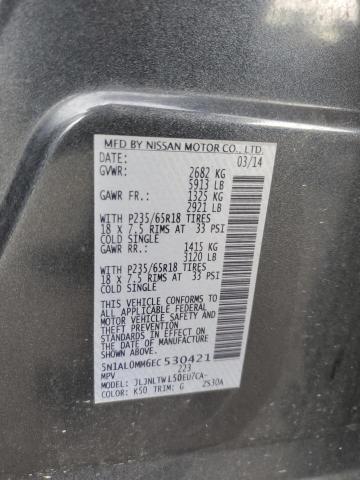 MFD BY NISSAN MOTOR CO., LTD.
DATE: 03/14
GVWR: 2682 KG
5913 LB
GAWR FR.: 1325 KG
2921 LB
WITH P235/65R18 TIRES
18 X 7.5 RIMS AT 33 PSI
COLD SINGLE
GAWR RR.: 1415 KG
3120 LB
WITH P235/65R18 TIRES
18 X 7.5 RIMS AT 33 PSI
COLD SINGLE
THIS VEHICLE CONFORMS TO
ALL APPLICABLE FEDERAL
MOTOR VEHICLE SAFETY AND
THEFT PREVENTION
STANDARDS IN EFFECT ON
THE DATE OF MANUFACTURE
SHOWN ABOVE.
5N1AL0MM6EC530421
MPV 223
MODEL: JLJNLTWL50EU7CA-
COLOR: K50 TRIM: G ZS30A